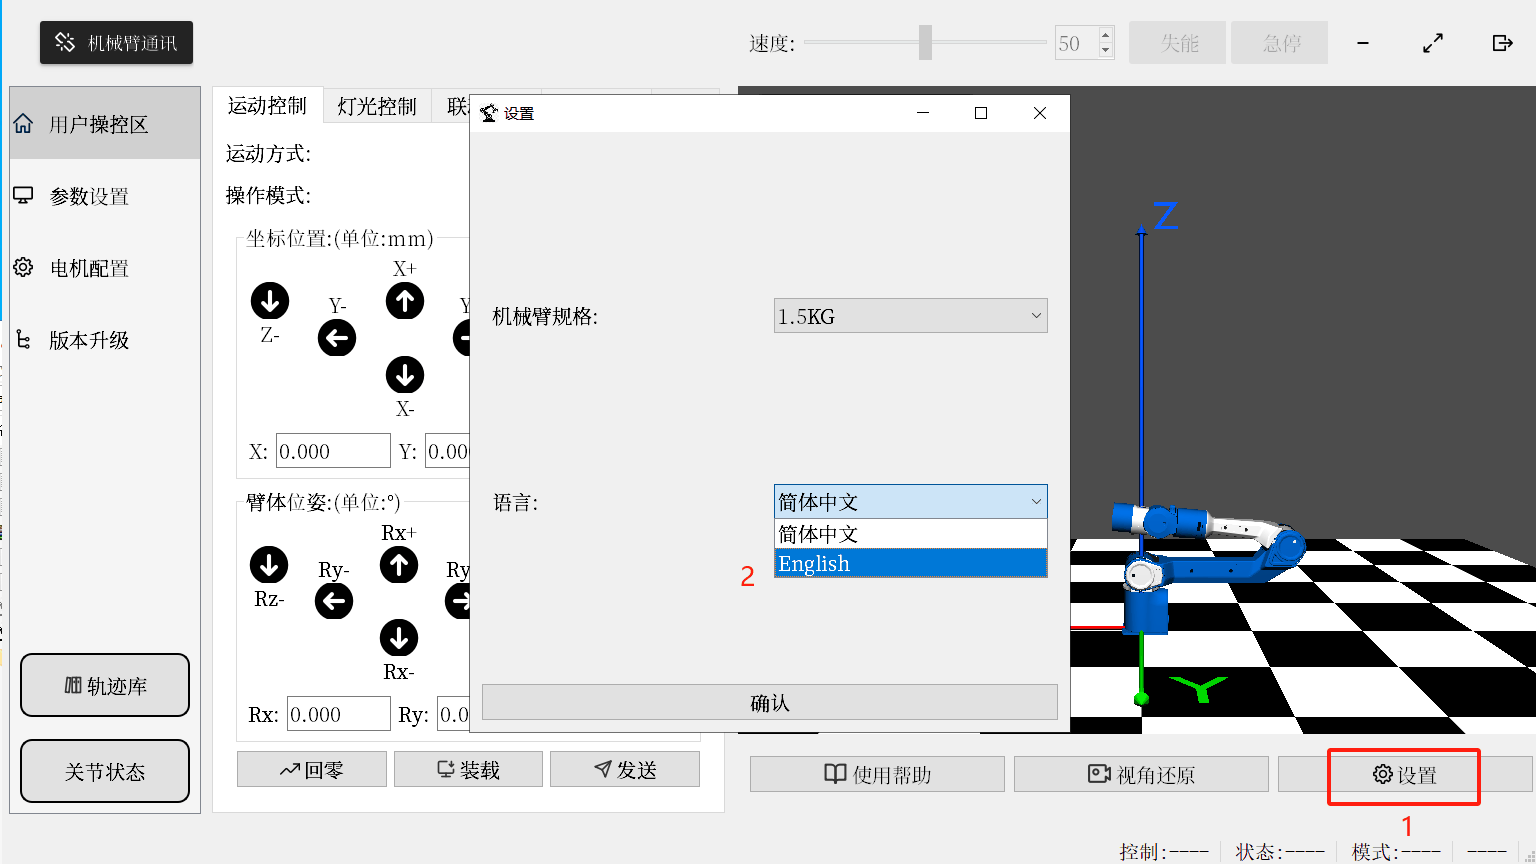 机械臂通讯
速度:
50
失能
急停
用户操控区
参数设置
电机配置
版本升级
轨迹库
关节状态
运动控制
灯光控制
运动方式:
操作模式:
坐标位置:(单位:mm)
X+
Y-
Z-
X-
X: 0.000
Y:
臂体位姿:(单位:°)
Rx+
Ry-
Rz-
Rx-
Rx: 0.000
Ry:
回零
装载
发送
设置
机械臂规格:
1.5KG
语言:
简体中文
简体中文
English
2
确认
Z
Y
使用帮助
视角还原
设置
1
控制:----
状态:----
模式:----
----